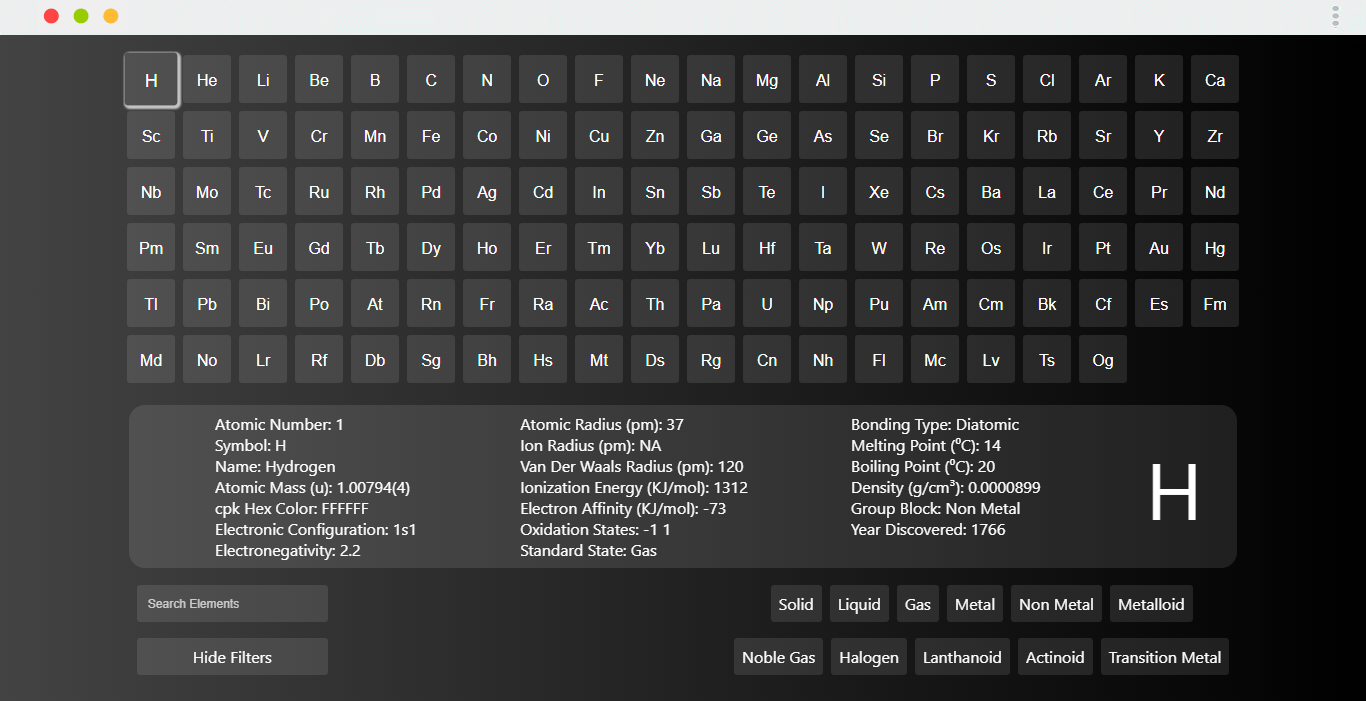 H He Li Be B C N O F Ne Na Mg Al Si P S Cl Ar K Ca
Sc Ti V Cr Mn Fe Co Ni Cu Zn Ga Ge As Se Br Kr Rb Sr Y Zr
Nb Mo Tc Ru Rh Pd Ag Cd In Sn Sb Te I Xe Cs Ba La Ce Pr Nd
Pm Sm Eu Gd Tb Dy Ho Er Tm Yb Lu Hf Ta W Re Os Ir Pt Au Hg
Tl Pb Bi Po At Rn Fr Ra Ac Th Pa U Np Pu Am Cm Bk Cf Es Fm
Md No Lr Rf Db Sg Bh Hs Mt Ds Rg Cn Nh Fl Mc Lv Ts Og
Atomic Number: 1
Symbol: H
Name: Hydrogen
Atomic Mass (u): 1.00794(4)
cpk Hex Color: FFFFFF
Electronic Configuration: 1s1
Electronegativity: 2.2
Atomic Radius (pm): 37
Ion Radius (pm): NA
Van Der Waals Radius (pm): 120
Ionization Energy (KJ/mol): 1312
Electron Affinity (KJ/mol): -73
Oxidation States: -1 1
Standard State: Gas
Bonding Type: Diatomic
Melting Point (⁰C): 14
Boiling Point (⁰C): 20
Density (g/cm³): 0.0000899
Group Block: Non Metal
Year Discovered: 1766
H
Search Elements
Solid Liquid Gas Metal Non Metal Metalloid
Hide Filters
Noble Gas Halogen Lanthanoid Actinoid Transition Metal